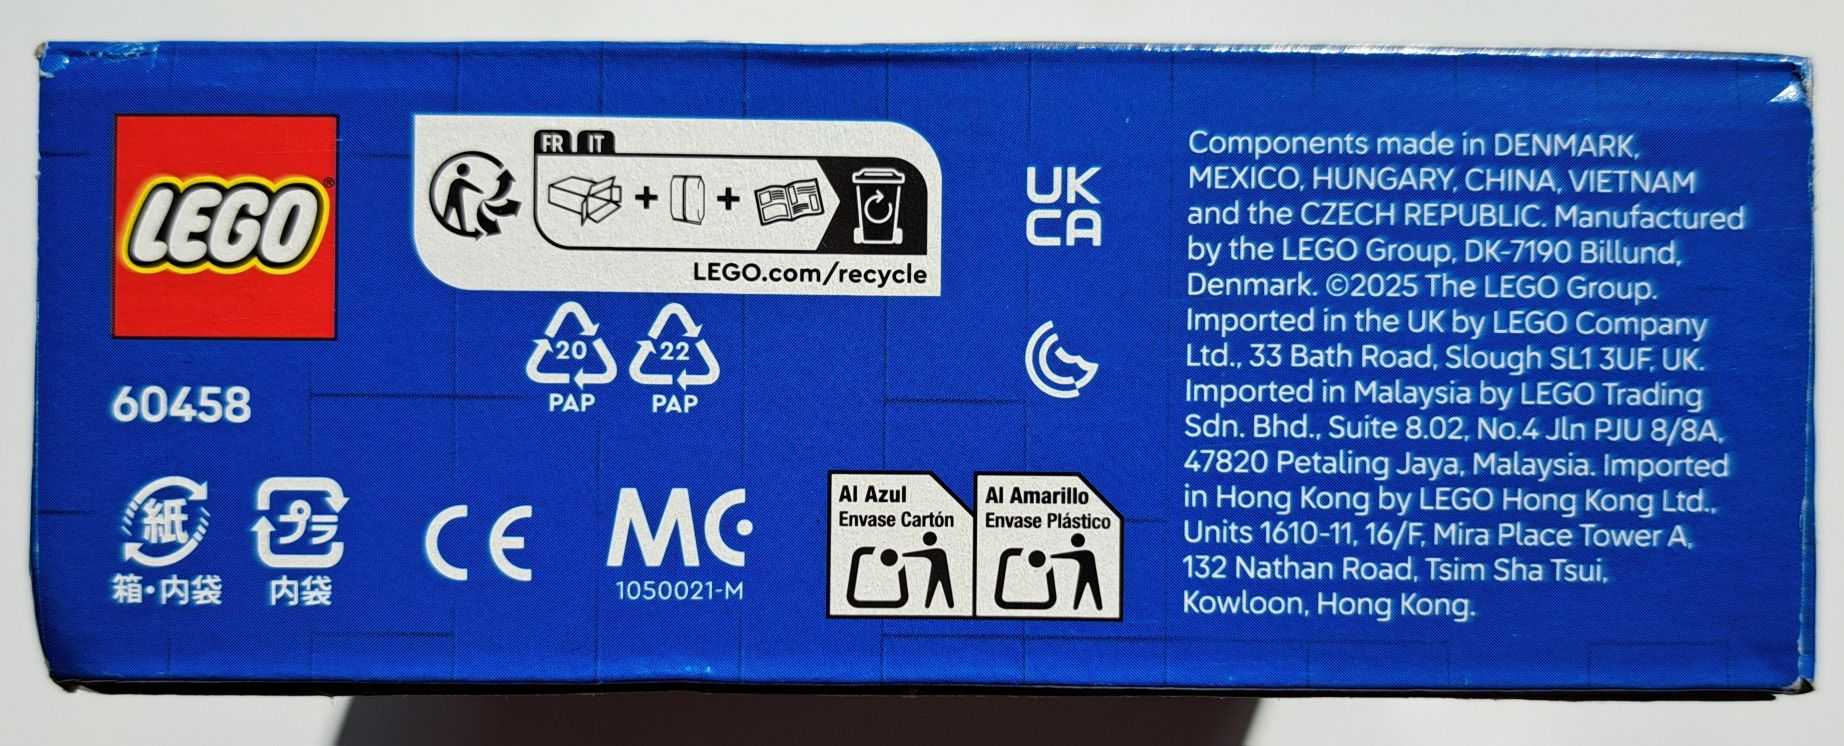 LEGO®
60458
紙
箱・内袋
プラ
内袋
FR IT
LEGO.com/recycle
20
PAP
22
PAP
CE
MC
1050021-M
UK
CA
Al Azul
Envase Cartón
Al Amarillo
Envase Plástico
Components made in DENMARK,
MEXICO, HUNGARY, CHINA, VIETNAM
and the CZECH REPUBLIC. Manufactured
by the LEGO Group, DK-7190 Billund,
Denmark. ©2025 The LEGO Group.
Imported in the UK by LEGO Company
Ltd., 33 Bath Road, Slough SL1 3UF, UK.
Imported in Malaysia by LEGO Trading
Sdn. Bhd., Suite 8.02, No.4 Jln PJU 8/8A,
47820 Petaling Jaya, Malaysia. Imported
in Hong Kong by LEGO Hong Kong Ltd.,
Units 1610-11, 16/F, Mira Place Tower A,
132 Nathan Road, Tsim Sha Tsui,
Kowloon, Hong Kong.